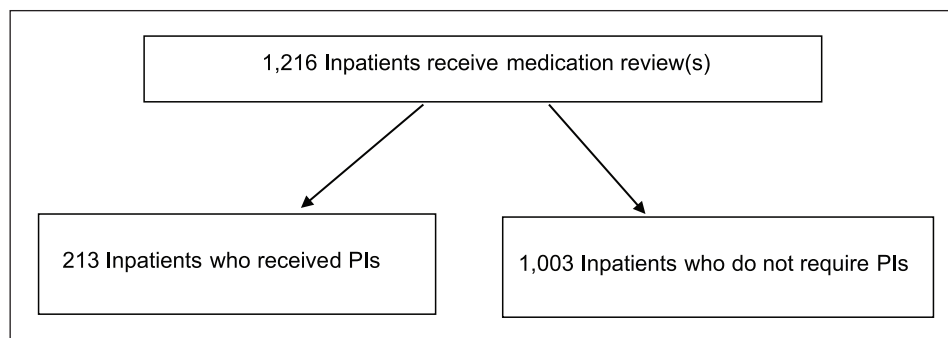 1,216 Inpatients receive medication review(s)
213 Inpatients who received PIs
1,003 Inpatients who do not require PIs